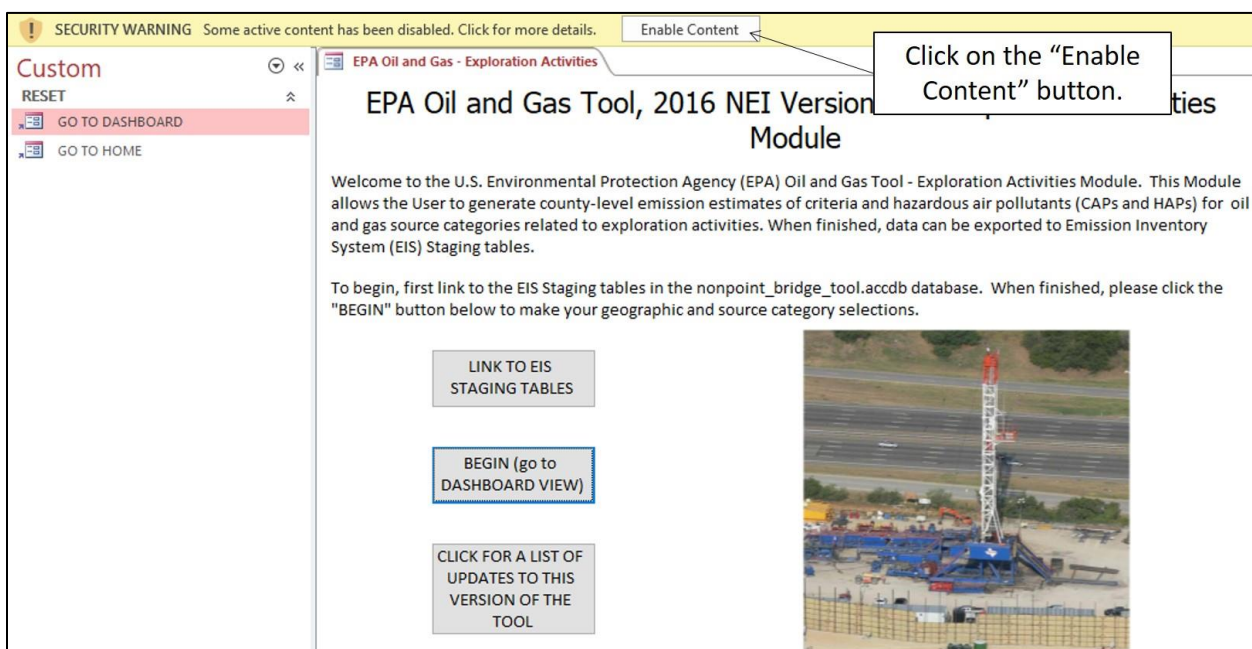 SECURITY WARNING Some active content has been disabled. Click for more details. Enable Content
Click on the “Enable
Content” button.
Custom
RESET
GO TO DASHBOARD
GO TO HOME
EPA Oil and Gas - Exploration Activities
EPA Oil and Gas Tool, 2016 NEI Version
Module
Welcome to the U.S. Environmental Protection Agency (EPA) Oil and Gas Tool - Exploration Activities Module. This Module
allows the User to generate county-level emission estimates of criteria and hazardous air pollutants (CAPs and HAPs) for oil
and gas source categories related to exploration activities. When finished, data can be exported to Emission Inventory
System (EIS) Staging tables.
To begin, first link to the EIS Staging tables in the nonpoint_bridge_tool.accdb database. When finished, please click the
"BEGIN" button below to make your geographic and source category selections.
LINK TO EIS
STAGING TABLES
BEGIN (go to
DASHBOARD VIEW)
CLICK FOR A LIST OF
UPDATES TO THIS
VERSION OF THE
TOOL